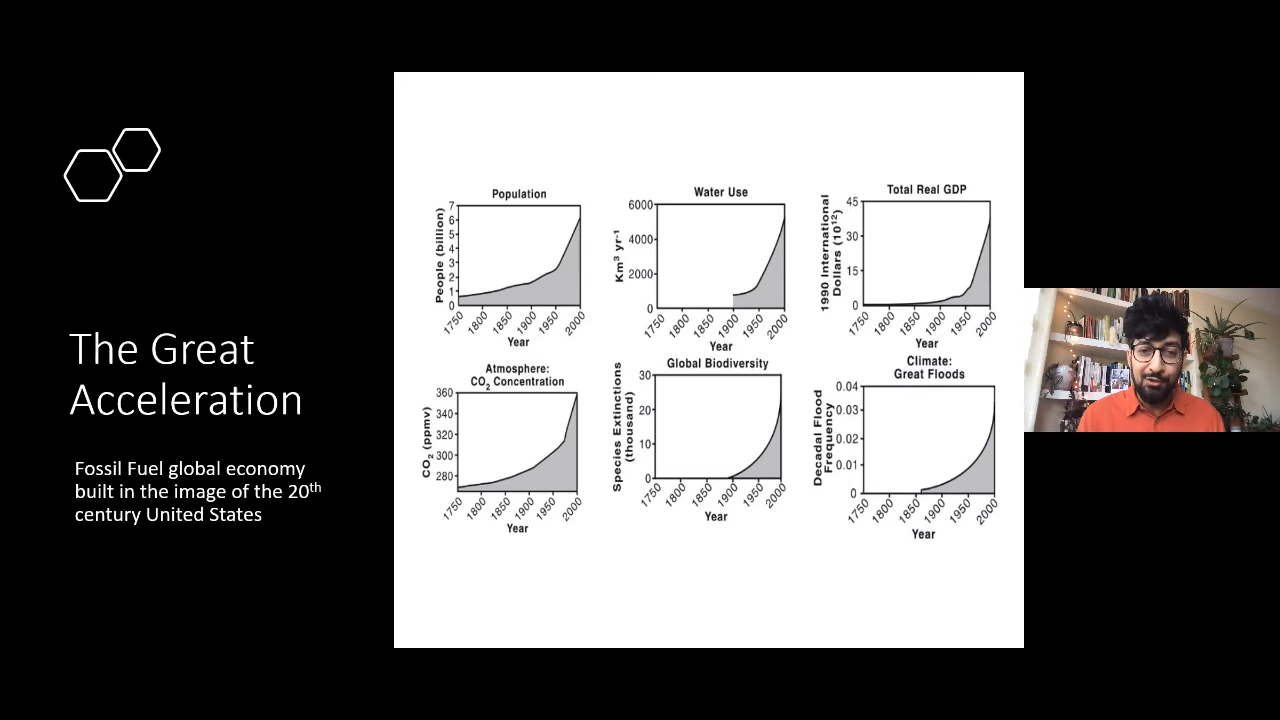 The Great
Acceleration
Fossil Fuel global economy
built in the image of the 20th
century United States
Population
People (billion)
7
6
5
4
3
2
1
0
1750
1800
1850
1900
1950
2000
Year
Water Use
Km³ yr⁻¹
6000
4000
2000
0
1750
1800
1850
1900
1950
2000
Year
Total Real GDP
1990 International
Dollars (10¹²)
45
30
15
0
1750
1800
1850
1900
1950
2000
Year
Atmosphere:
CO₂ Concentration
CO₂ (ppmv)
360
340
320
300
280
1750
1800
1850
1900
1950
2000
Year
Global Biodiversity
Species Extinctions
(thousand)
30
20
10
0
1750
1800
1850
1900
1950
2000
Year
Climate:
Great Floods
Decadal Flood
Frequency
0.04
0.03
0.02
0.01
0
1750
1800
1850
1900
1950
2000
Year